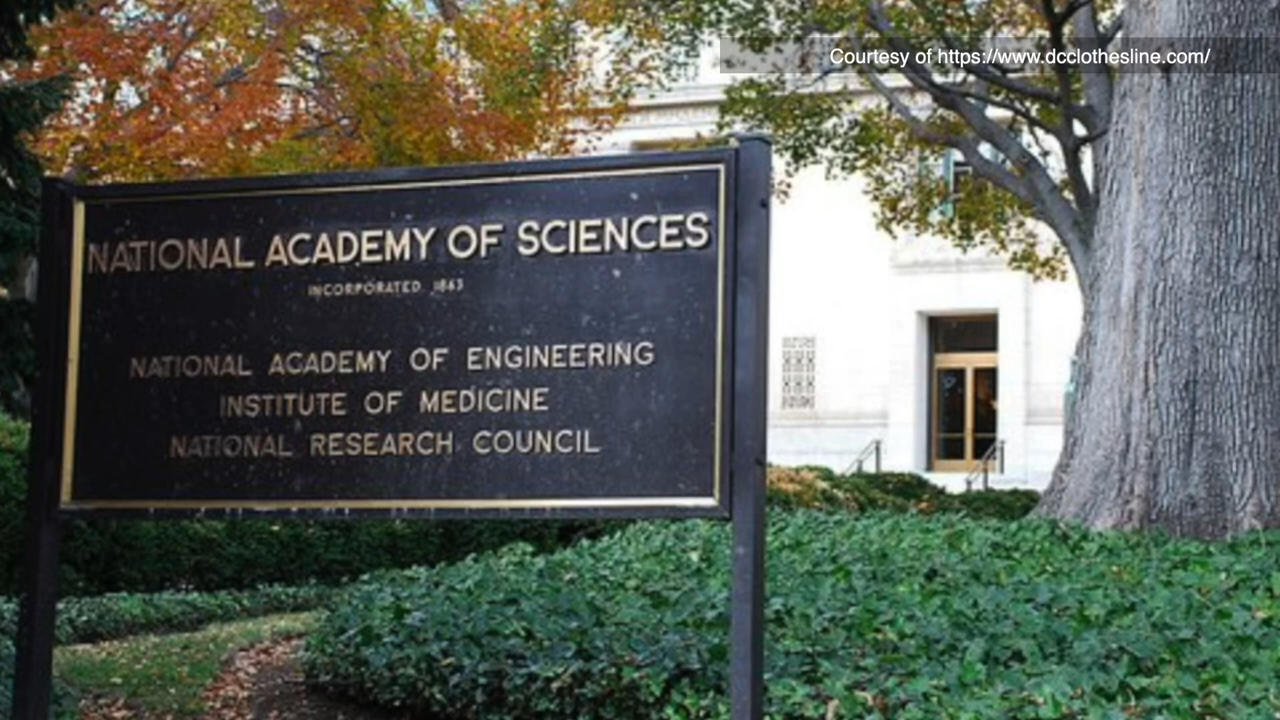 Courtesy of https://www.dcclothesline.com/
NATIONAL ACADEMY OF SCIENCES
INCORPORATED 1863
NATIONAL ACADEMY OF ENGINEERING
INSTITUTE OF MEDICINE
NATIONAL RESEARCH COUNCIL